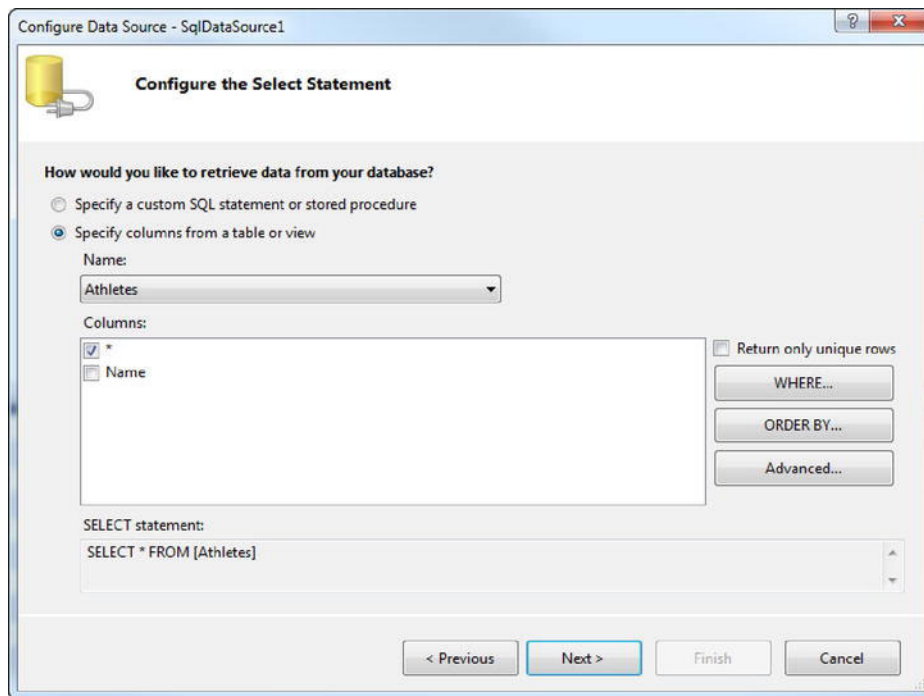 Configure Data Source - SqlDataSource1
Configure the Select Statement
How would you like to retrieve data from your database?
Specify a custom SQL statement or stored procedure
Specify columns from a table or view
Name:
Athletes
Columns:
*
Return only unique rows
Name
WHERE...
ORDER BY...
Advanced...
SELECT statement:
SELECT * FROM [Athletes]
< Previous Next > Finish Cancel